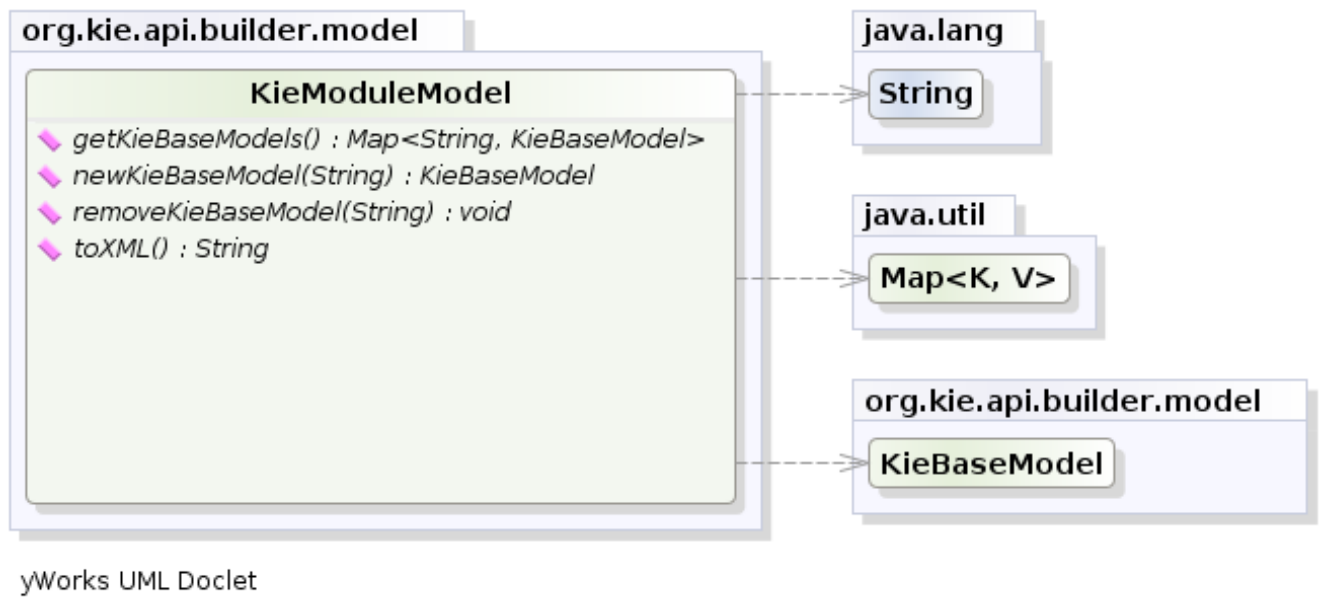 org.kie.api.builder.model
KieModuleModel
getKieBaseModels() : Map<String, KieBaseModel>
newKieBaseModel(String) : KieBaseModel
removeKieBaseModel(String) : void
toXML() : String
java.lang
String
java.util
Map<K, V>
org.kie.api.builder.model
KieBaseModel
yWorks UML Doclet